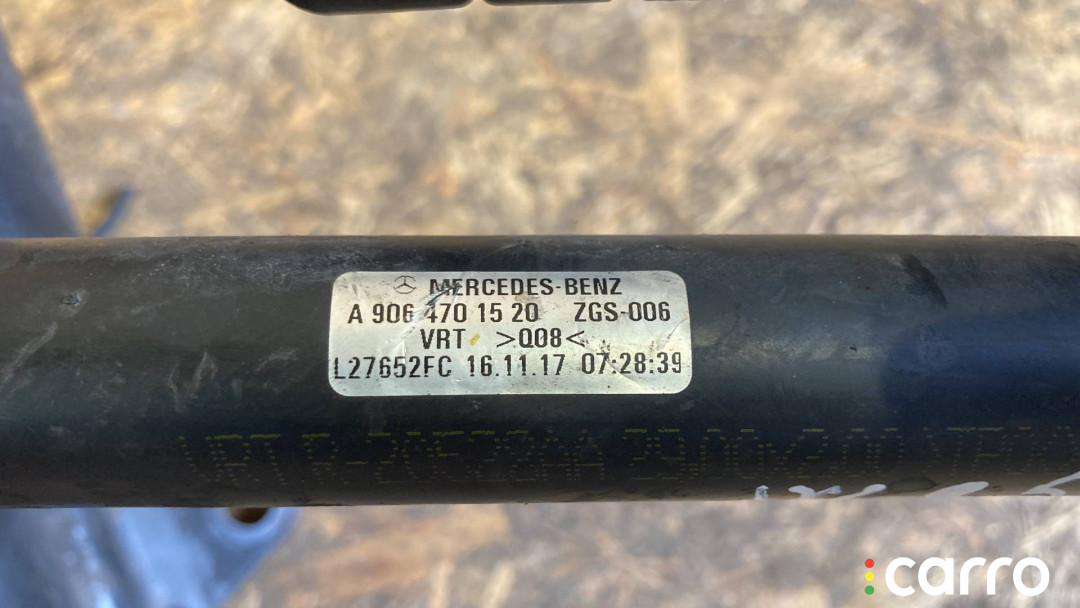 MERCEDES-BENZ
A 906 470 15 20 ZGS-006
VRT >Q08<
L27652FC 16.11.17 07:28:39
carro